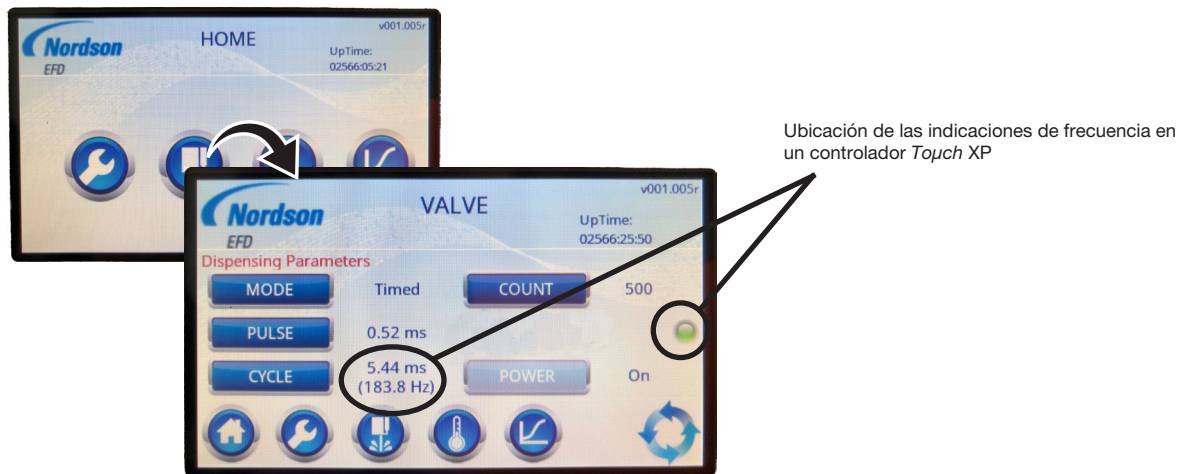 Nordson
EFD
HOME
v001.005r
UpTime:
02566:05:21
Ubicación de las indicaciones de frecuencia en
un controlador Toµch XP
Nordson
EFD
VALVE
v001.005r
UpTime:
02566:25:50
Dispensing Parameters
MODE
Timed
COUNT
500
PULSE
0.52 ms
CYCLE
5.44 ms
(183.8 Hz)
POWER
On